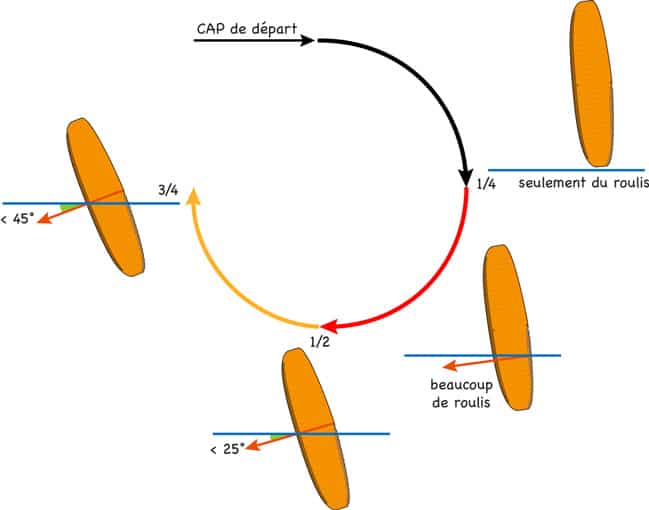 CAP de départ
3/4
1/4
seulement du roulis
< 45°
1/2
beaucoup
de roulis
< 25°